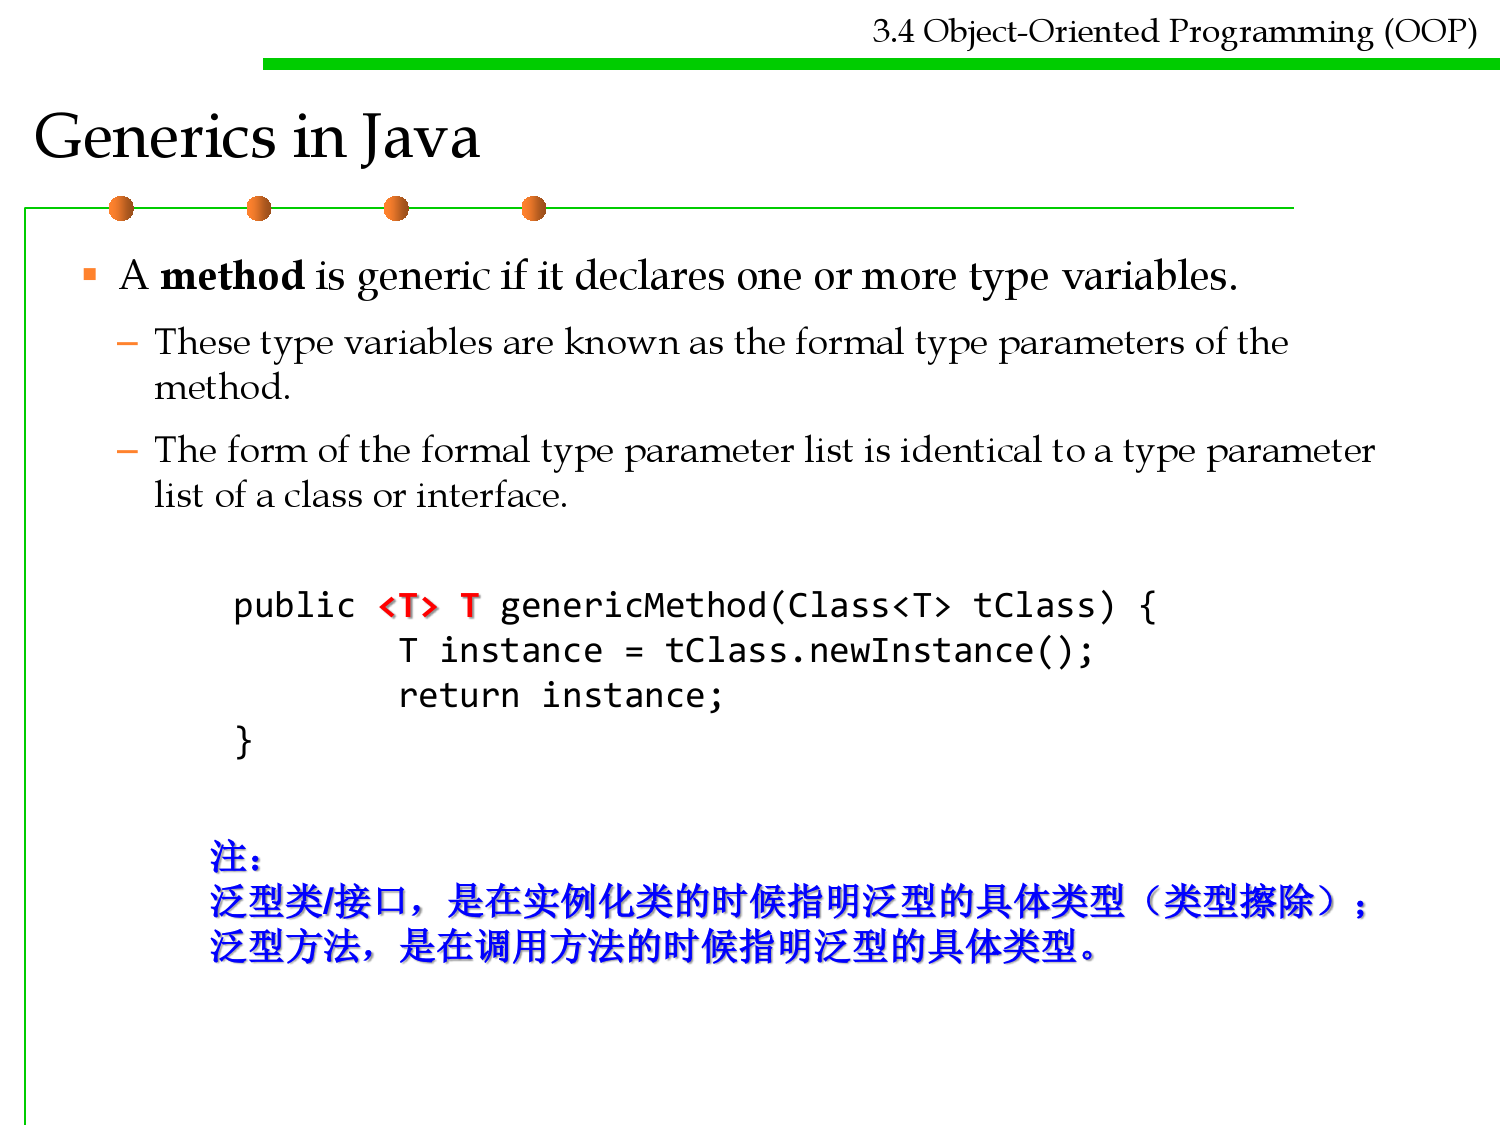 3.4 Object-Oriented Programming (OOP)
Generics in Java
▪ A method is generic if it declares one or more type variables.
– These type variables are known as the formal type parameters of the
method.
– The form of the formal type parameter list is identical to a type parameter
list of a class or interface.
public <T> T genericMethod(Class<T> tClass) {
T instance = tClass.newInstance();
return instance;
}
注：
泛型类/接口，是在实例化类的时候指明泛型的具体类型（类型擦除）；
泛型方法，是在调用方法的时候指明泛型的具体类型。